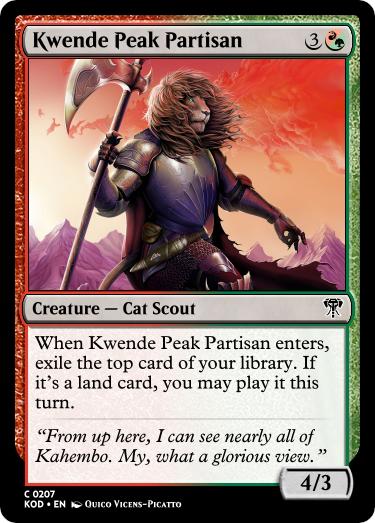 Kwende Peak Partisan 3
Creature — Cat Scout
When Kwende Peak Partisan enters,
exile the top card of your library. If
it's a land card, you may play it this
turn.
“From up here, I can see nearly all of
Kahembo. My, what a glorious view.”
4/3
C 0207
KOD • EN Quico Vicens-Picatto